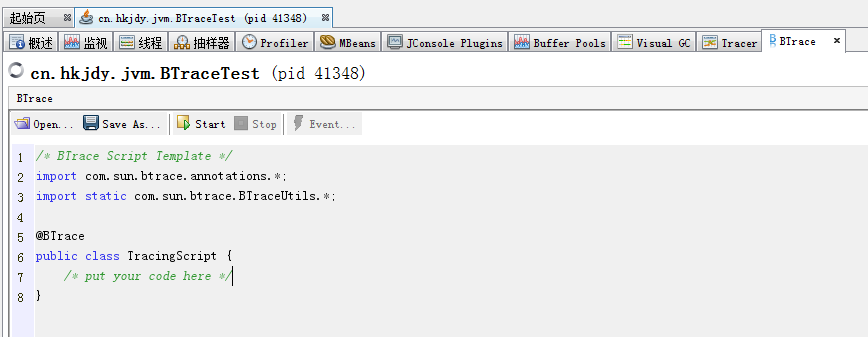 起始页 cn.hkjdy.jvm.BTraceTest (pid 41348)
概述 监视 线程 抽样器 Profiler MBeans JConsole Plugins Buffer Pools Visual GC Tracer BTrace
cn.hkjdy.jvm.BTraceTest (pid 41348)
BTrace
Open... Save As... Start Stop Event...
1 /* BTrace Script Template */
2 import com.sun.btrace.annotations.*;
3 import static com.sun.btrace.BTraceUtils.*;
4
5 @BTrace
6 public class TracingScript {
7 /* put your code here */
8 }